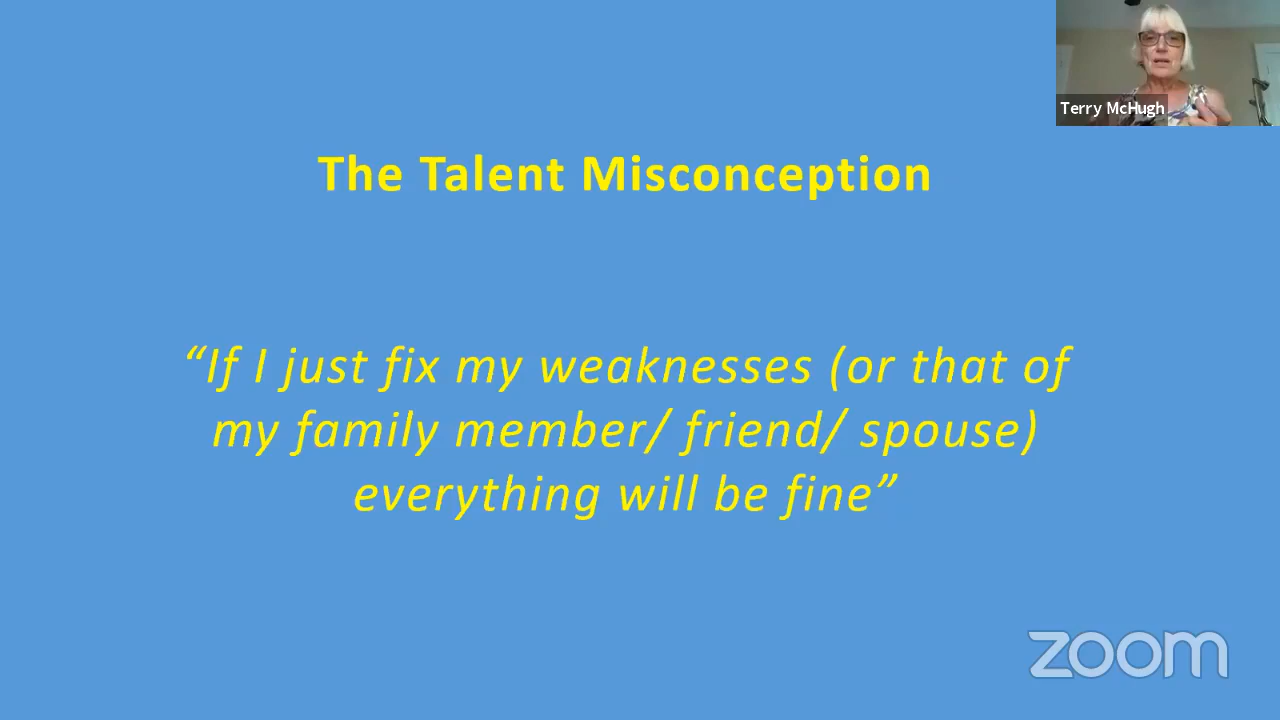 Terry McHugh
The Talent Misconception
“If I just fix my weaknesses (or that of
my family member/ friend/ spouse)
everything will be fine”
zoom